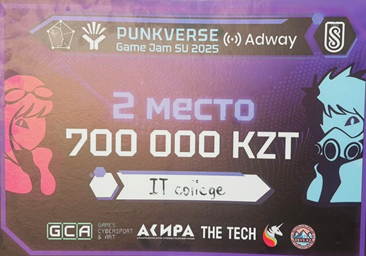 PUNKVERSE
Game Jam SU 2025
Adway
2 место
700 000 KZT
IT college
GCA
GAMES
CYBERSPORT
& ART
АКИРА
THE TECH